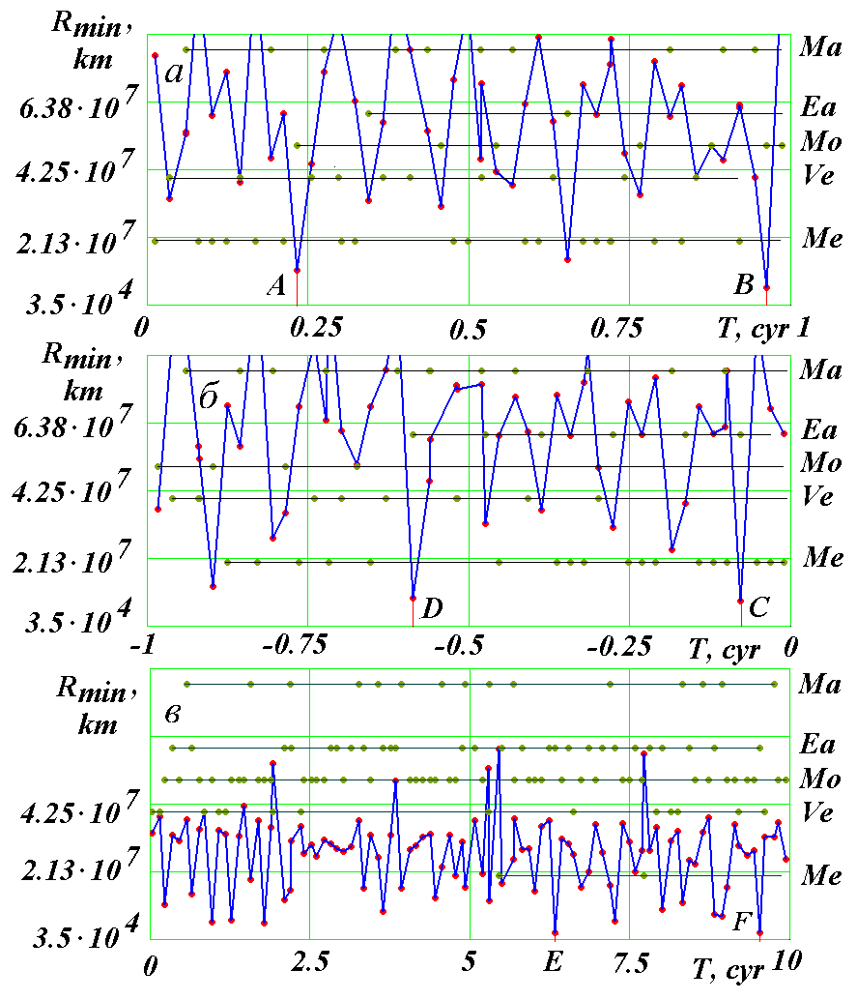 R_min, km
а
6.38·10^7
4.25·10^7
2.13·10^7
3.5·10^4
Ma
Ea
Mo
Ve
Me
A
B
0 0.25 0.5 0.75 T, cyr 1
R_min, km
б
6.38·10^7
4.25·10^7
2.13·10^7
3.5·10^4
Ma
Ea
Mo
Ve
Me
D
C
-1 -0.75 -0.5 -0.25 T, cyr 0
R_min, km
в
4.25·10^7
2.13·10^7
3.5·10^4
Ma
Ea
Mo
Ve
Me
F
0 2.5 5 E 7.5 T, cyr 10